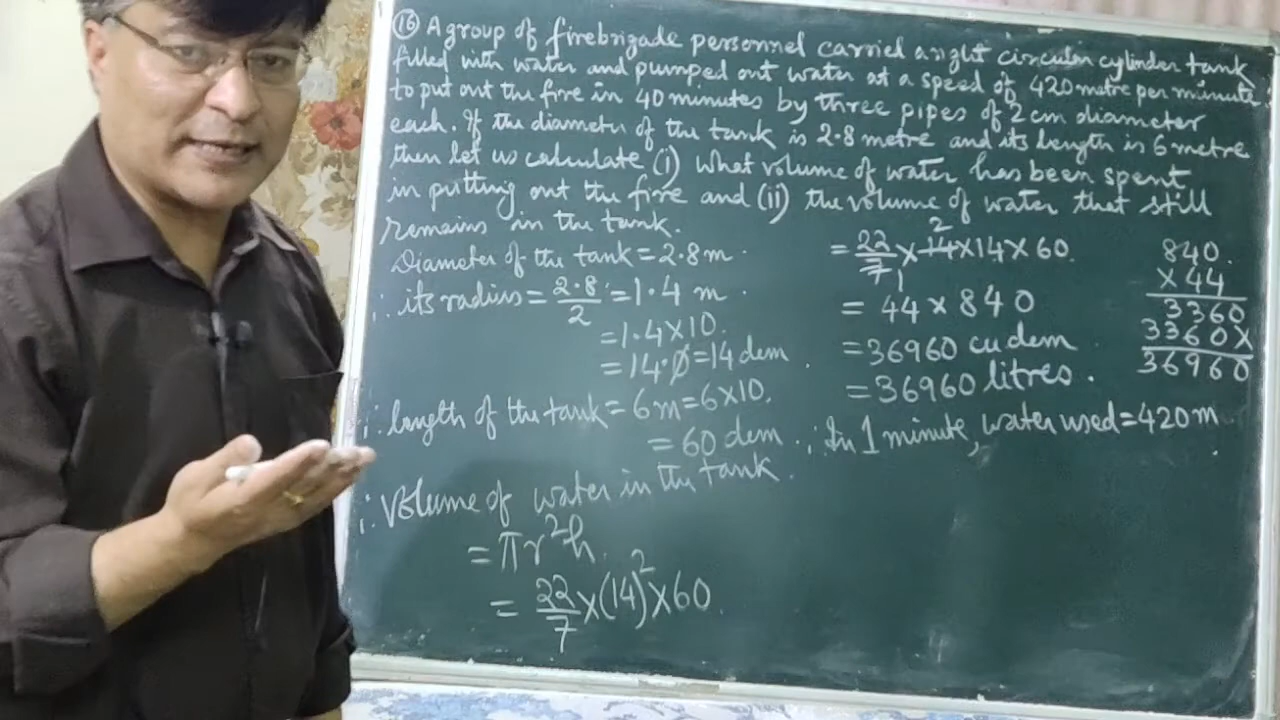 (16) A group of firebrigade personnel carried a right circular cylinder tank
filled with water and pumped out water at a speed of 420 metre per minute
to put out the fire in 40 minutes by three pipes of 2 cm diameter
each. If the diameter of the tank is 2.8 metre and its length is 6 metre
then let us calculate (i) What volume of water has been spent
in putting out the fire and (ii) the volume of water that still
remains in the tank.
Diameter of the tank = 2.8 m.
∴ its radius = 2.8/2 = 1.4 m.
= 1.4 × 10.
= 14.0 = 14 dcm.
∴ length of the tank = 6 m = 6 × 10.
= 60 dcm.
∴ Volume of water in the tank.
= πr²h.
= 22/7 × (14)² × 60.
= 22/7 × 14 × 14 × 60.
2
1
= 44 × 840
= 36960 cu dcm.
= 36960 litres.
∴ In 1 minute, water used = 420 m.
840.
× 44
3360
3360X
36960